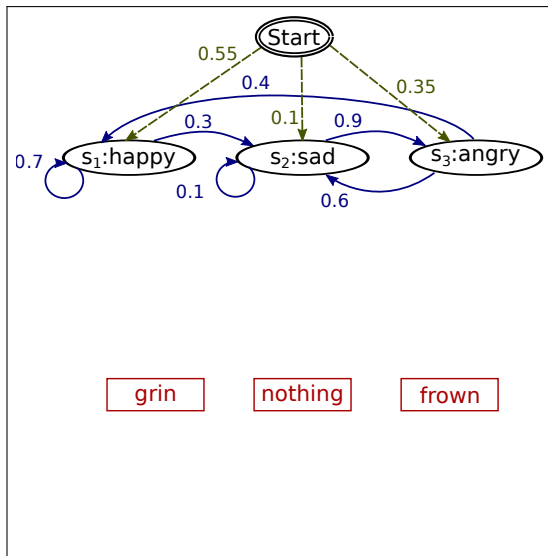 Start
0.55
0.4
0.35
0.3
0.1
0.9
s₁:happy
s₂:sad
s₃:angry
0.7
0.1
0.6
grin
nothing
frown